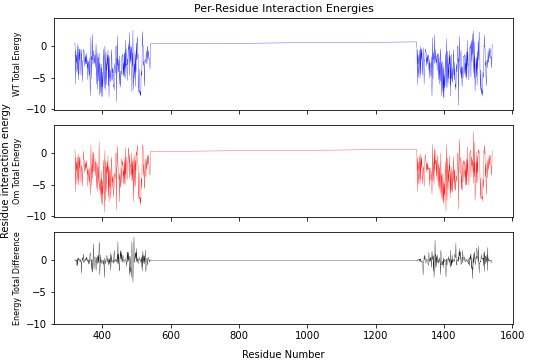 Per-Residue Interaction Energies
Residue interaction energy
WT Total Energy
0
−5
−10
Om Total Energy
0
−5
−10
Energy Total Difference
0
−5
−10
400 600 800 1000 1200 1400 1600
Residue Number